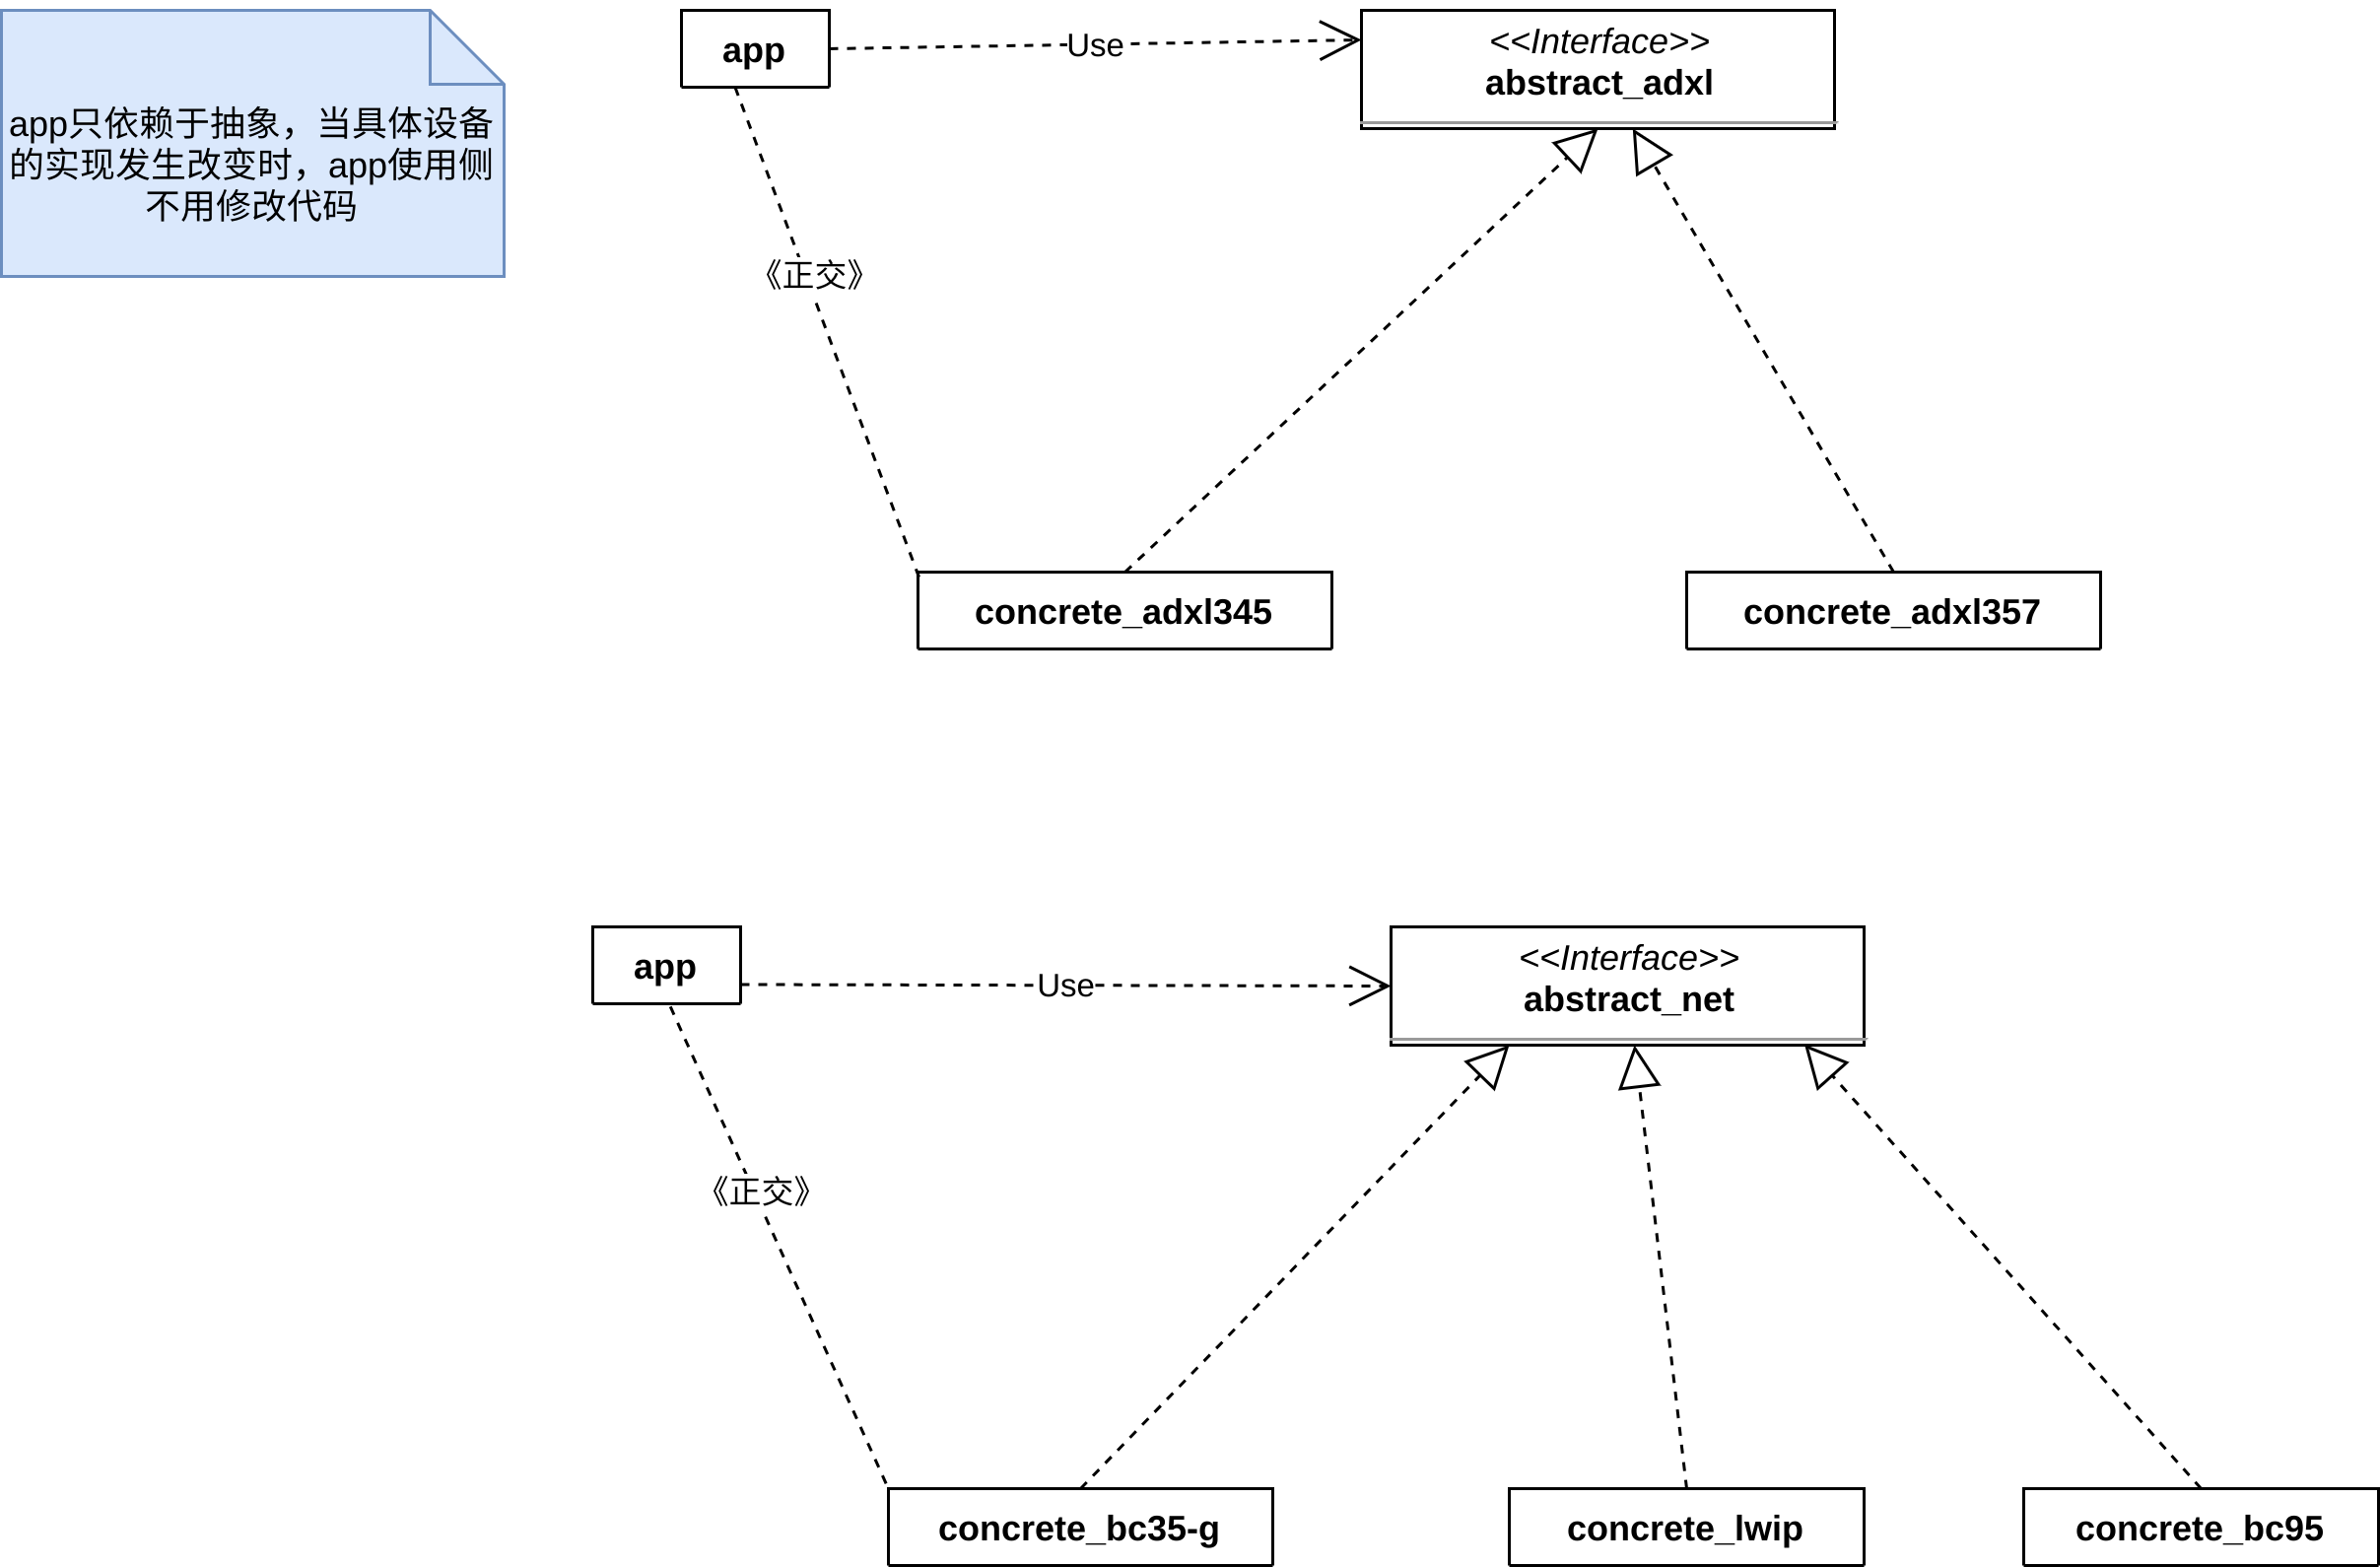 app只依赖于抽象，当具体设备
的实现发生改变时，app使用侧
不用修改代码
app
Use
<<Interface>>
abstract_adxl
《正交》
concrete_adxl345
concrete_adxl357
app
Use
<<Interface>>
abstract_net
《正交》
concrete_bc35-g
concrete_lwip
concrete_bc95